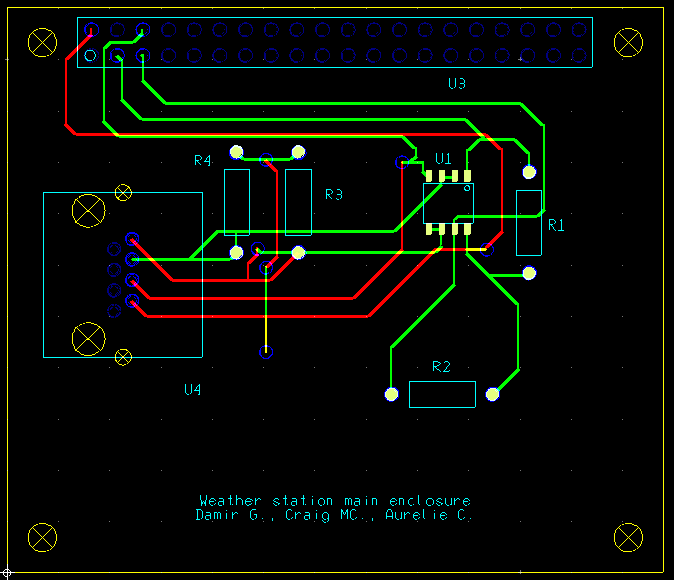 U3
R4
U1
R3
R1
R2
U4
Weather station main enclosure
Damir G., Craig MC., Aurelie C.